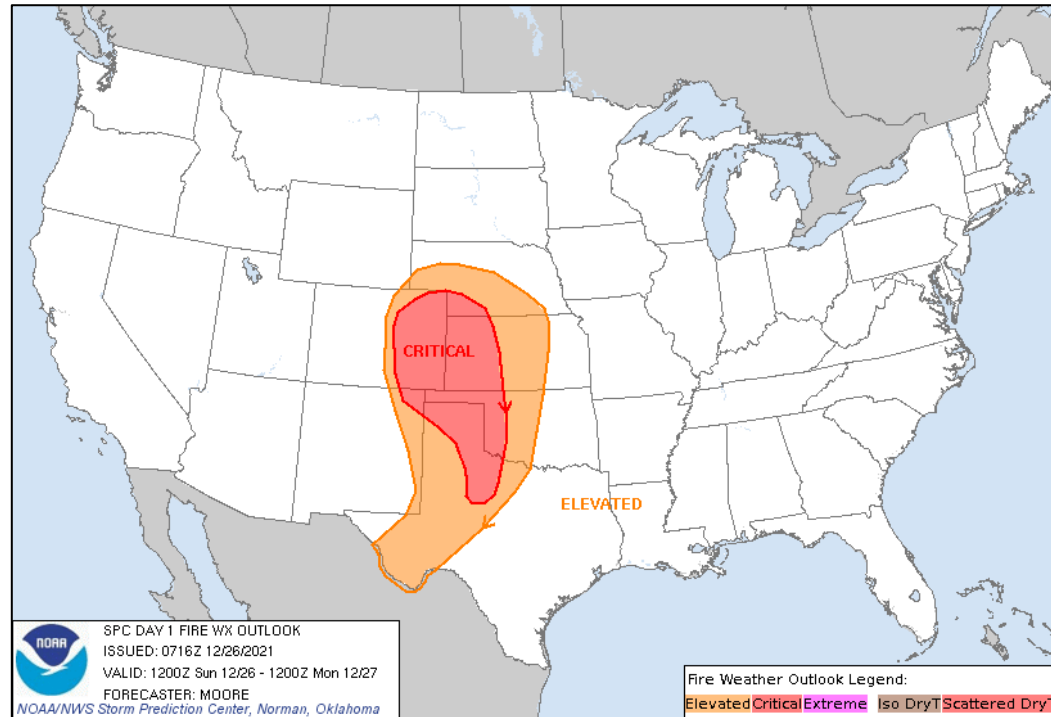 CRITICAL
ELEVATED
NOAA
SPC DAY 1 FIRE WX OUTLOOK
ISSUED: 0716Z 12/26/2021
VALID: 1200Z Sun 12/26 - 1200Z Mon 12/27
FORECASTER: MOORE
NOAA/NWS Storm Prediction Center, Norman, Oklahoma
Fire Weather Outlook Legend:
Elevated Critical Extreme Iso DryT Scattered DryT